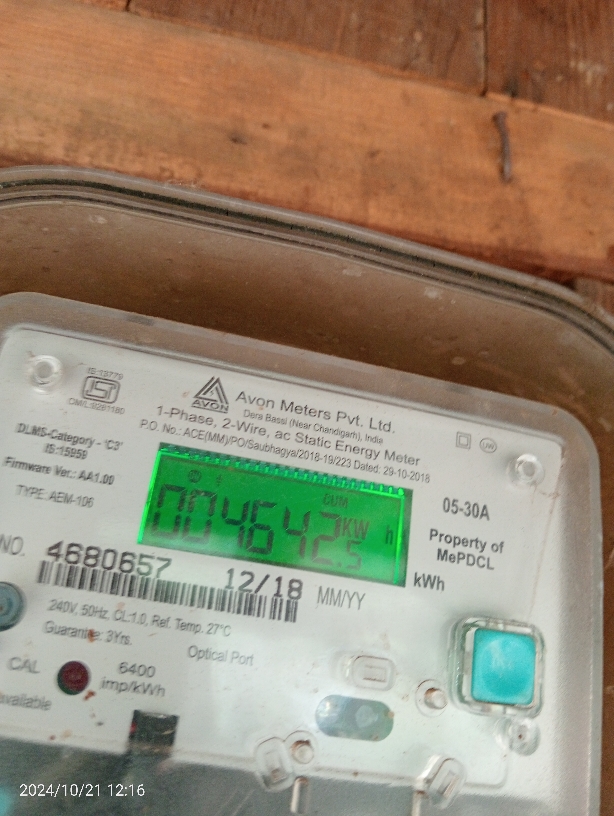 IS:13779
CM/L:9281180
AVON
Avon Meters Pvt. Ltd.
Dera Bassi (Near Chandigarh), India
1-Phase, 2-Wire, ac Static Energy Meter
P.O. No.: ACE(MM)/PO/Saubhagya/2018-19/223 Dated: 29-10-2018
DLMS-Category - 'C3'
IS:15959
Firmware Ver.: AA1.00
TYPE: AEM-106
CUM
004642.5 KW h
05-30A
Property of
MePDCL
kWh
NO. 4680657 12/18 MM/YY
240V, 50Hz, CL:1.0, Ref. Temp. 27°C
Guarantee: 3Yrs.
Optical Port
CAL
6400
imp/kWh
available
2024/10/21 12:16